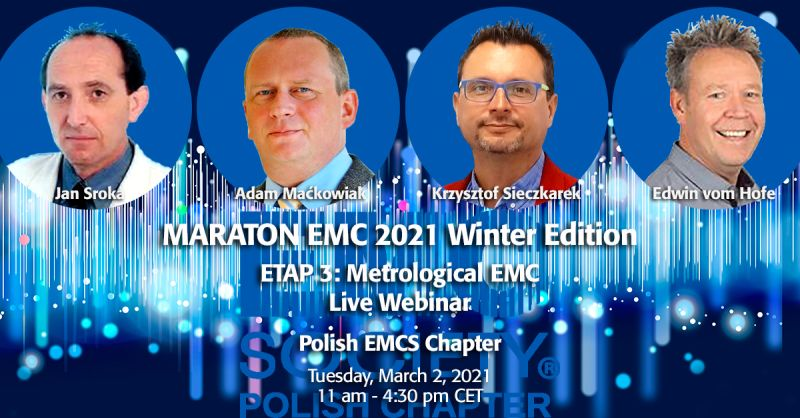 Jan Sroka
Adam Maćkowiak
Krzysztof Sieczkarek
Edwin vom Hofe
MARATON EMC 2021 Winter Edition
ETAP 3: Metrological EMC
Live Webinar
Polish EMCS Chapter
SOCIETY®
Tuesday, March 2, 2021
11 am - 4:30 pm CET
POLISH CHAPTER